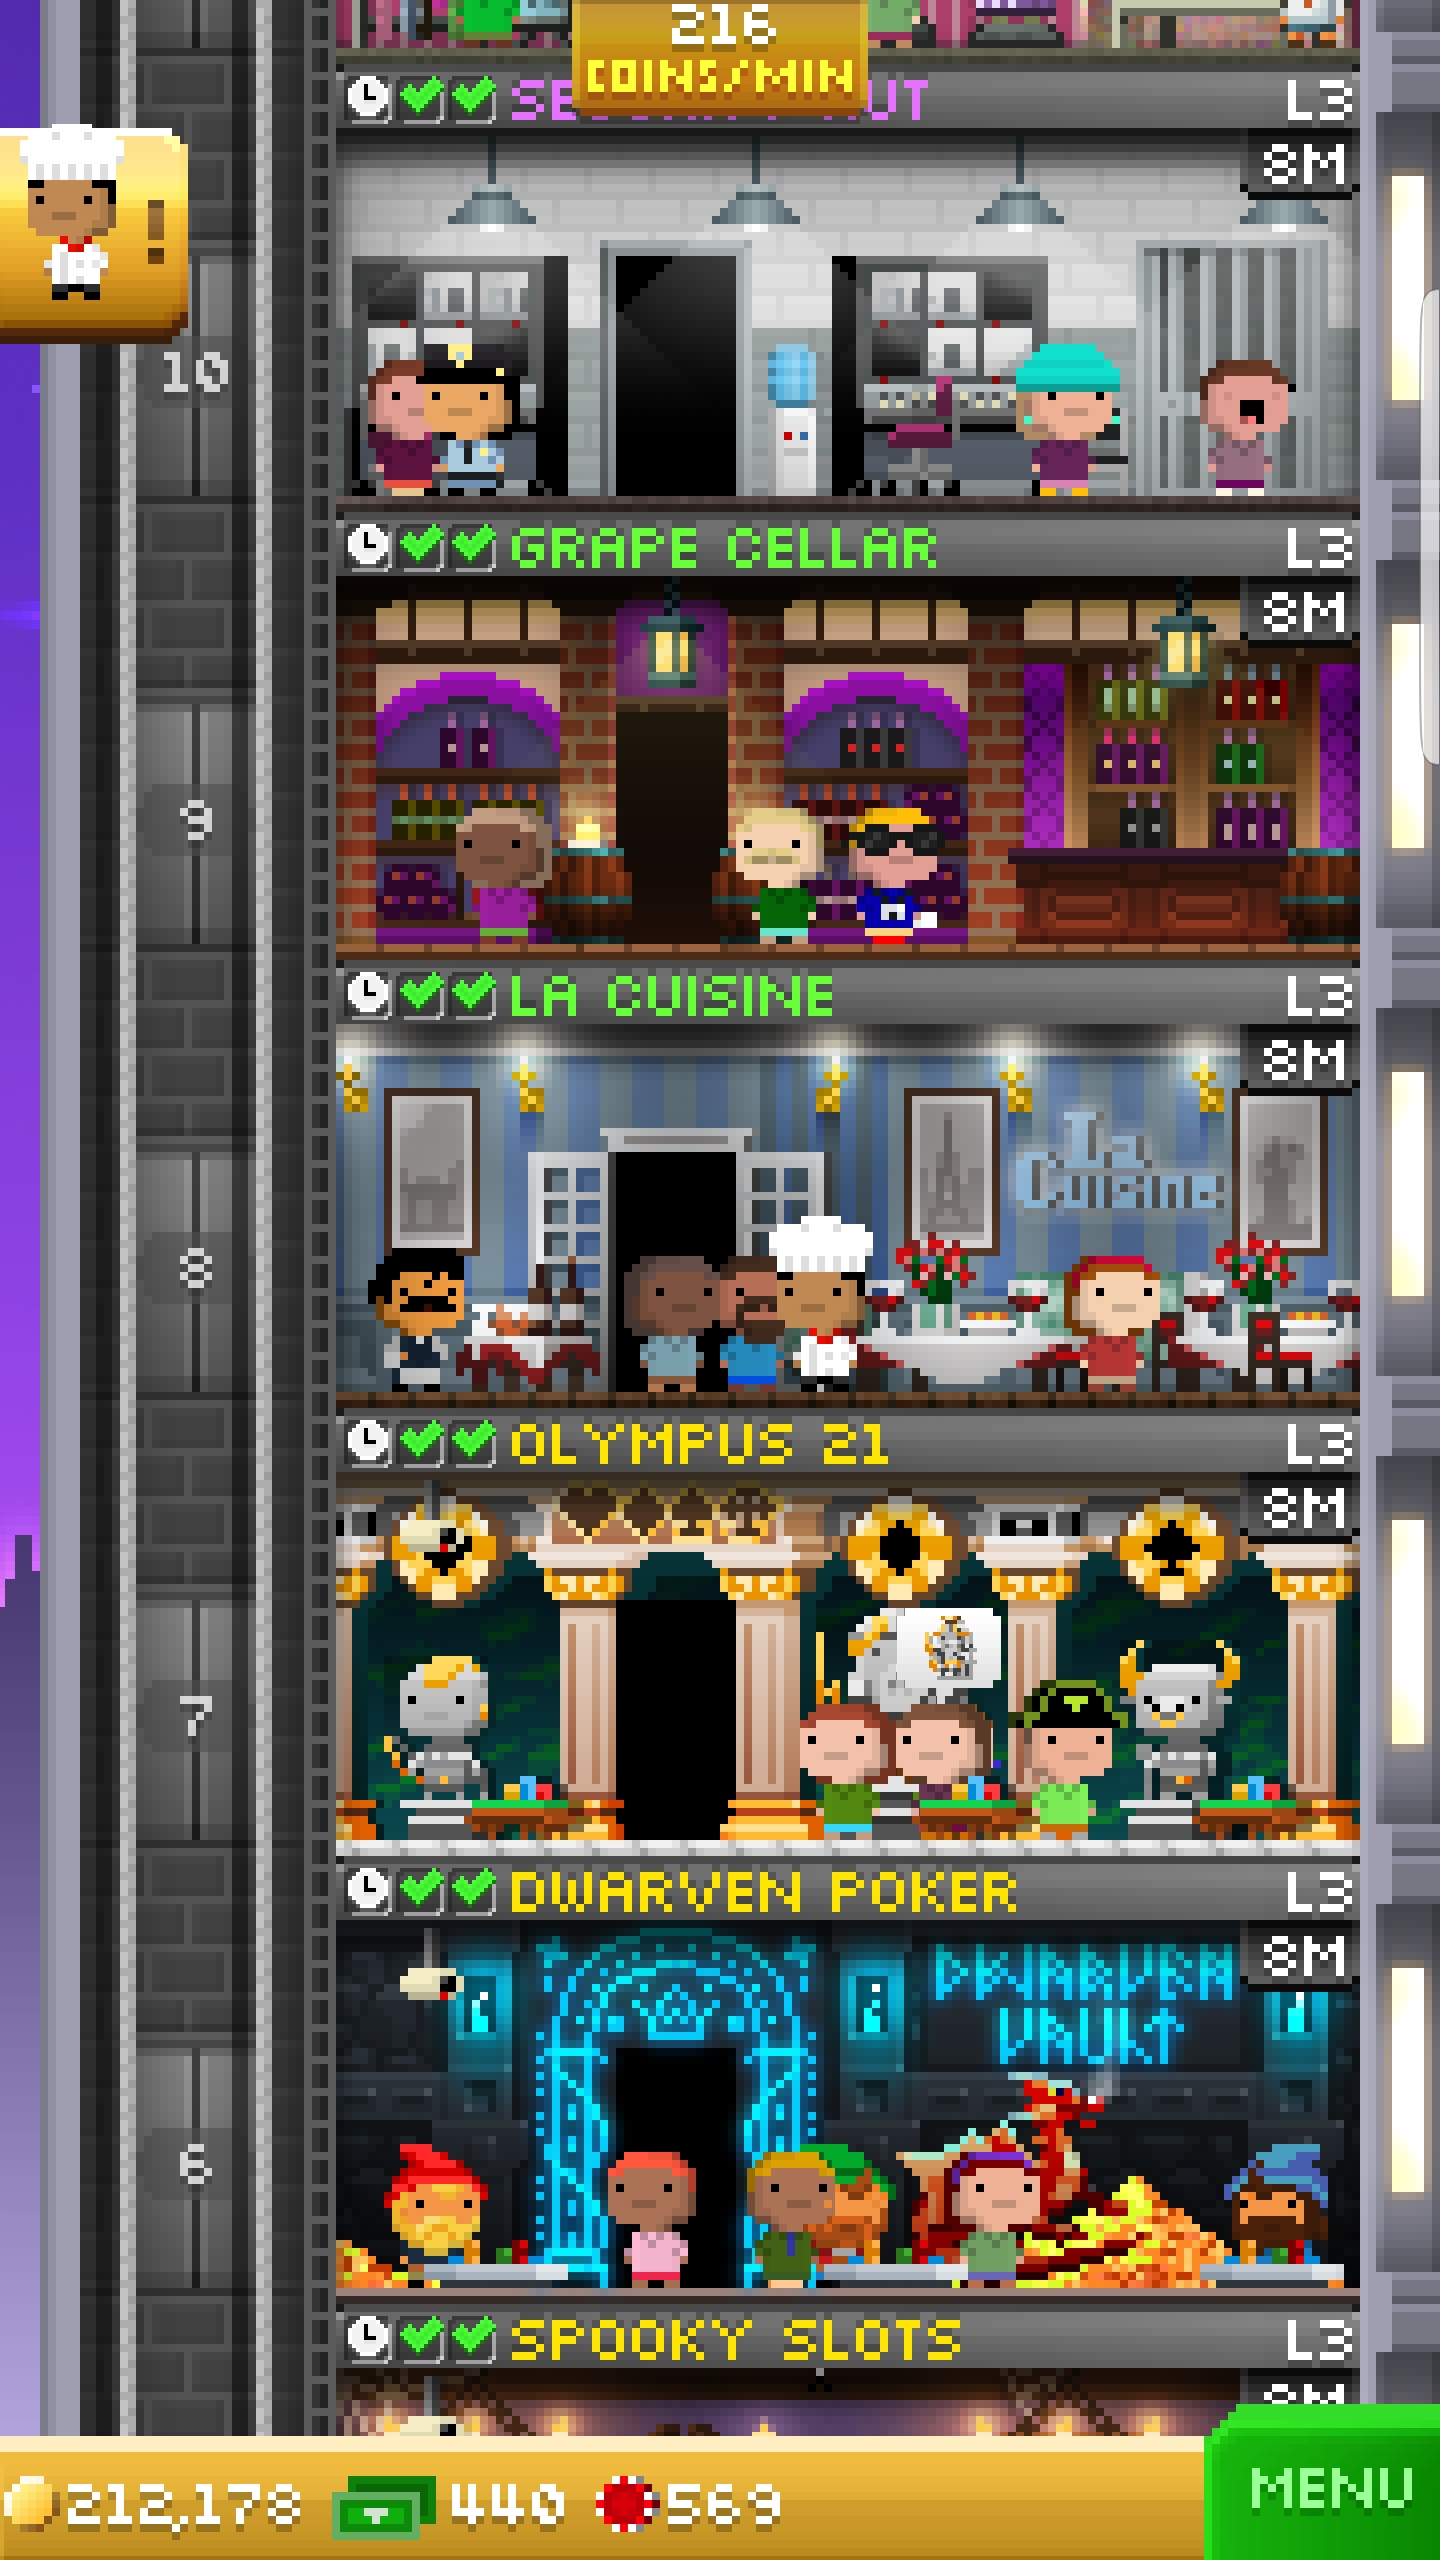 216
COINS/MIN
UT
L3
8M
!
10
GRAPE CELLAR
L3
8M
9
LA CUISINE
L3
8M
La
Cuisine
8
OLYMPUS 21
L3
8M
7
DWARVEN POKER
L3
8M
DWARVEN
VAULT
6
SPOOKY SLOTS
L3
8M
212,178
440
569
MENU